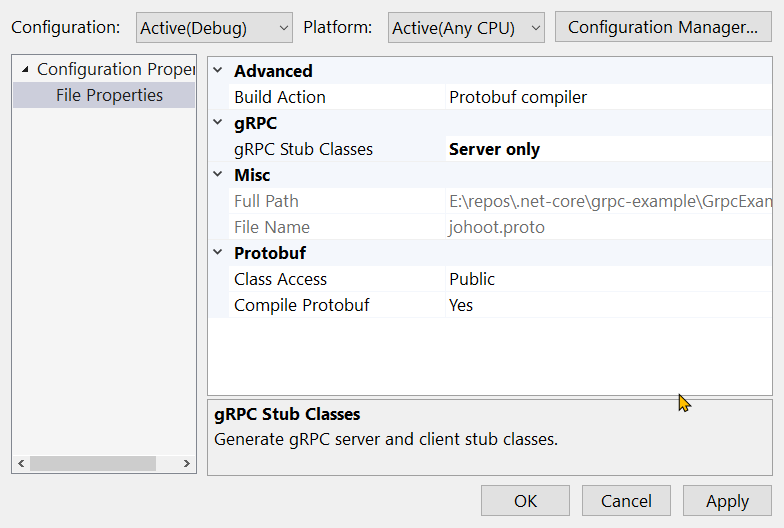 Configuration: Active(Debug) Platform: Active(Any CPU) Configuration Manager...
Configuration Proper
File Properties
Advanced
Build Action Protobuf compiler
gRPC
gRPC Stub Classes Server only
Misc
Full Path E:\repos\.net-core\grpc-example\GrpcExam
File Name johoot.proto
Protobuf
Class Access Public
Compile Protobuf Yes
gRPC Stub Classes
Generate gRPC server and client stub classes.
OK Cancel Apply